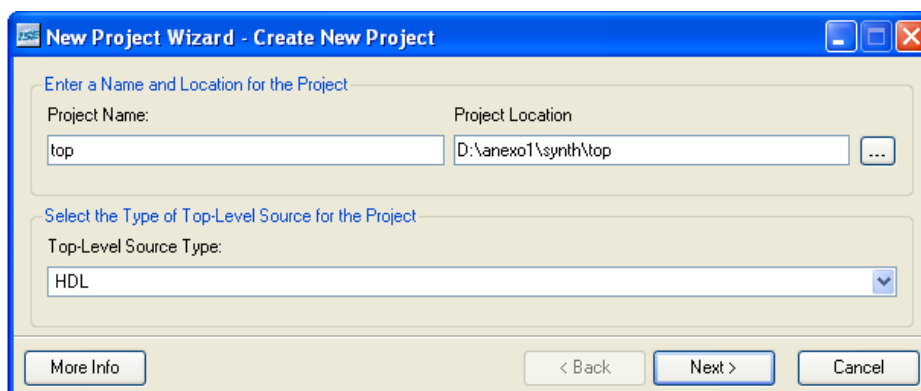 ISE New Project Wizard - Create New Project
Enter a Name and Location for the Project
Project Name: Project Location
top D:\anexo1\synth\top ...
Select the Type of Top-Level Source for the Project
Top-Level Source Type:
HDL
More Info < Back Next > Cancel